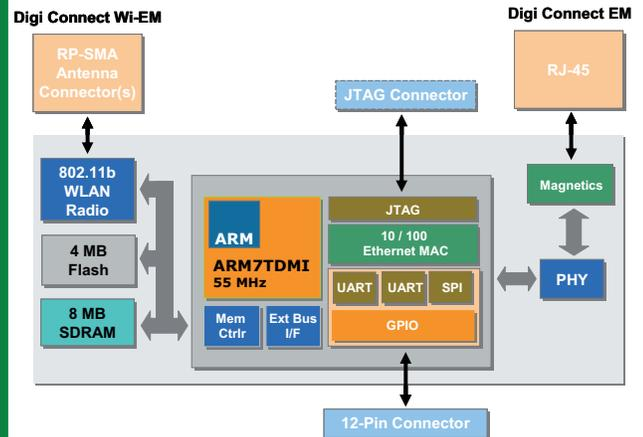 Digi Connect Wi-EM
Digi Connect EM
RP-SMA
Antenna
Connector(s)
RJ-45
JTAG Connector
802.11b
WLAN
Radio
Magnetics
4 MB
Flash
8 MB
SDRAM
ARM
ARM7TDMI
55 MHz
Mem
Ctrlr
Ext Bus
I/F
JTAG
10 / 100
Ethernet MAC
UART
UART
SPI
GPIO
PHY
12-Pin Connector